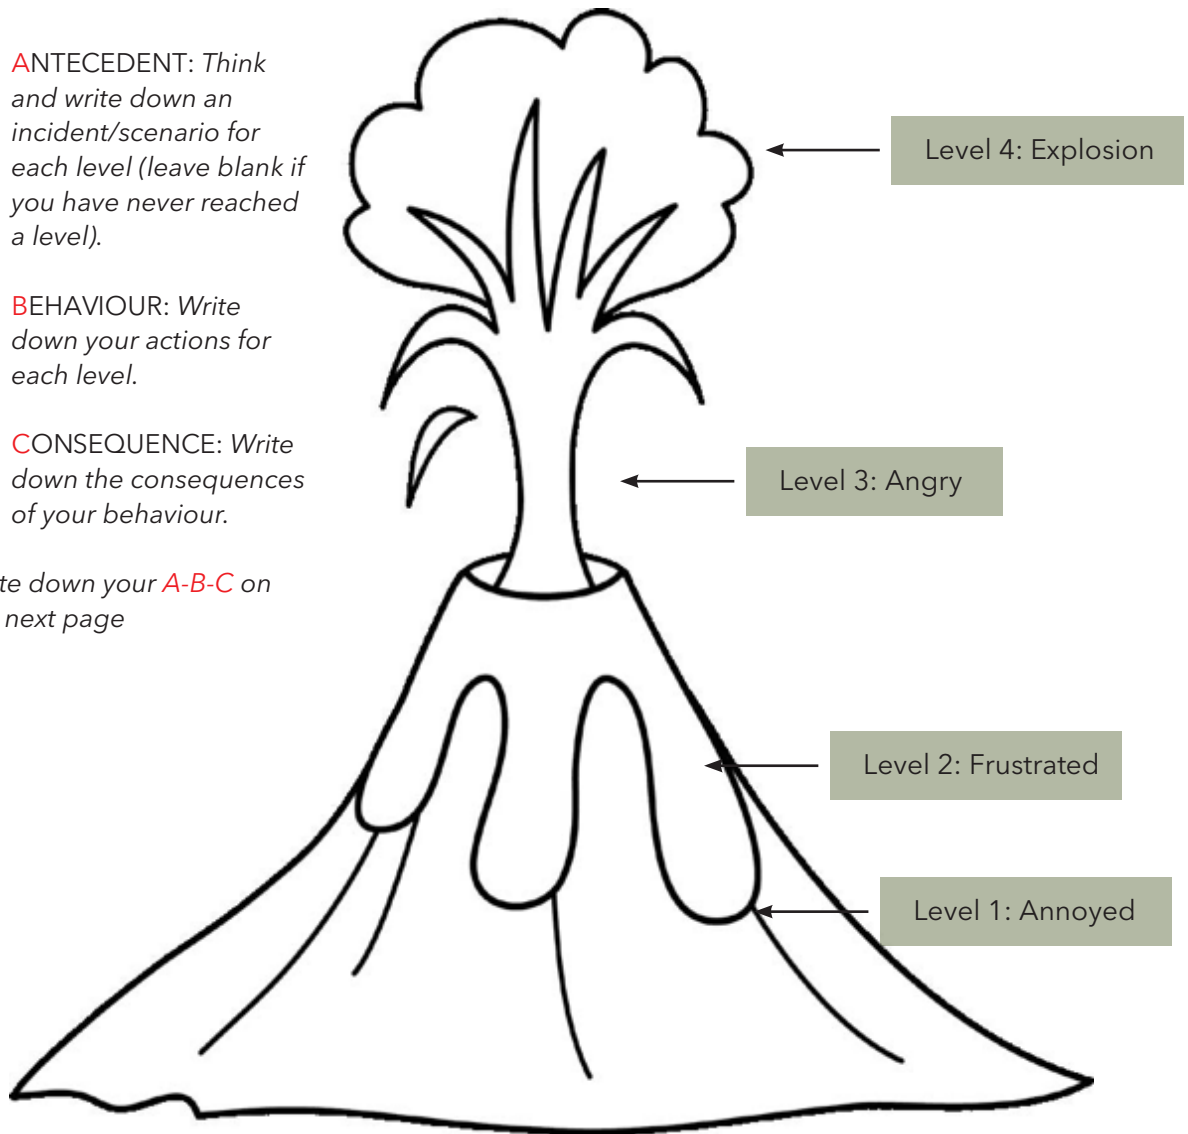 ANTECEDENT: Think
and write down an
incident/scenario for
each level (leave blank if
you have never reached
a level).
BEHAVIOUR: Write
down your actions for
each level.
CONSEQUENCE: Write
down the consequences
of your behaviour.
te down your A-B-C on
next page
Level 4: Explosion
Level 3: Angry
Level 2: Frustrated
Level 1: Annoyed